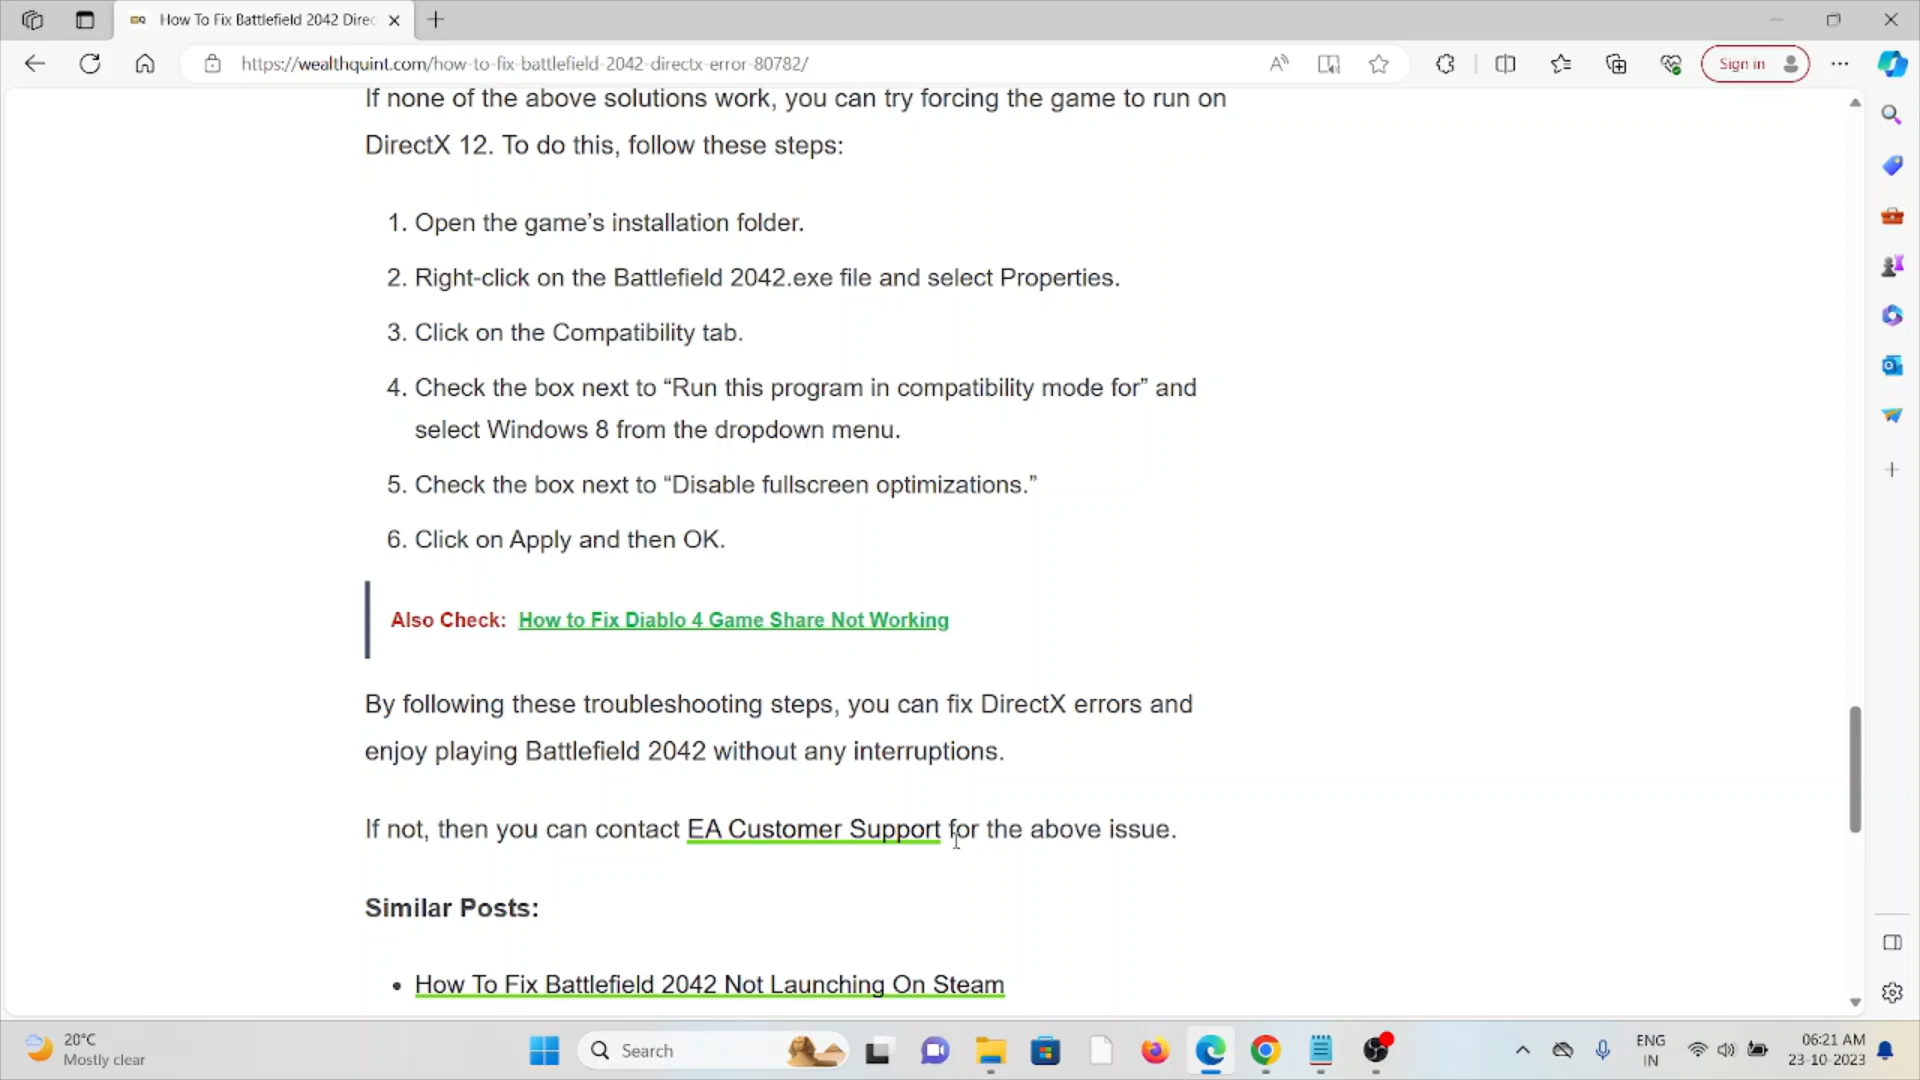 How To Fix Battlefield 2042 Direc
https://wealthquint.com/how-to-fix-battlefield-2042-directx-error-80782/
Sign in
If none of the above solutions work, you can try forcing the game to run on
DirectX 12. To do this, follow these steps:
1. Open the game’s installation folder.
2. Right-click on the Battlefield 2042.exe file and select Properties.
3. Click on the Compatibility tab.
4. Check the box next to “Run this program in compatibility mode for” and
select Windows 8 from the dropdown menu.
5. Check the box next to “Disable fullscreen optimizations.”
6. Click on Apply and then OK.
Also Check: How to Fix Diablo 4 Game Share Not Working
By following these troubleshooting steps, you can fix DirectX errors and
enjoy playing Battlefield 2042 without any interruptions.
If not, then you can contact EA Customer Support for the above issue.
Similar Posts:
• How To Fix Battlefield 2042 Not Launching On Steam
20°C
Mostly clear
Search
ENG
IN
06:21 AM
23-10-2023